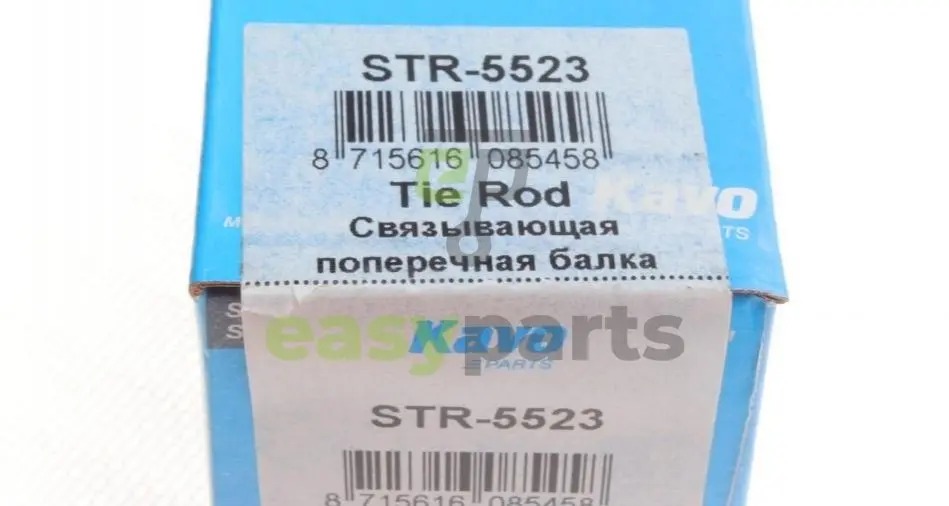 STR-5523
8 715616 085458
Tie Rod
Kavo
PARTS
Связывающая
поперечная балка
easyparts
Kavo
PARTS
STR-5523
8 715616 085458